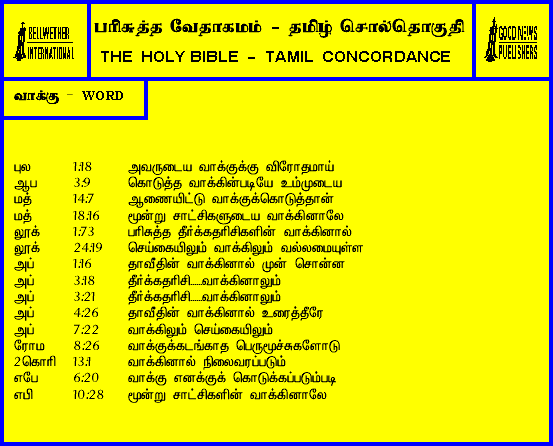 BELLWETHER
INTERNATIONAL
பரிசுத்த வேதாகமம் - தமிழ் சொல்தொகுதி
THE HOLY BIBLE - TAMIL CONCORDANCE
GOOD NEWS
PUBLISHERS
வாக்கு - WORD
புல 1:18 அவருடைய வாக்குக்கு விரோதமாய்
ஆப 3:9 கொடுத்த வாக்கின்படியே உம்முடைய
மத் 14:7 ஆணையிட்டு வாக்குக்கொடுத்தான்
மத் 18:16 மூன்று சாட்சிகளுடைய வாக்கினாலே
லூக் 1:73 பரிசுத்த தீர்க்கதரிசிகளின் வாக்கினால்
லூக் 24:19 செய்கையிலும் வாக்கிலும் வல்லமையுள்ள
அப் 1:16 தாவீதின் வாக்கினால் முன் சொன்ன
அப் 3:18 தீர்க்கதரிசி.....வாக்கினாலும்
அப் 3:21 தீர்க்கதரிசி.....வாக்கினாலும்
அப் 4:26 தாவீதின் வாக்கினால் உரைத்தீரே
அப் 7:22 வாக்கிலும் செய்கையிலும்
ரோம 8:26 வாக்குக்கடங்காத பெருமூச்சுகளோடு
2கொரி 13:1 வாக்கினால் நிலைவரப்படும்
எபே 6:20 வாக்கு எனக்குக் கொடுக்கப்படும்படி
எபி 10:28 மூன்று சாட்சிகளின் வாக்கினாலே